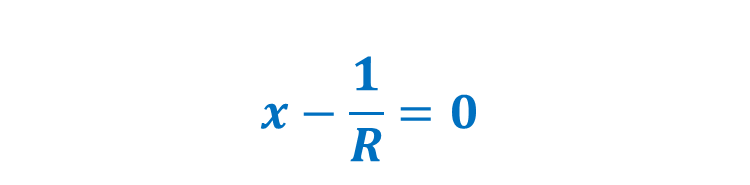 x − 1/R = 0